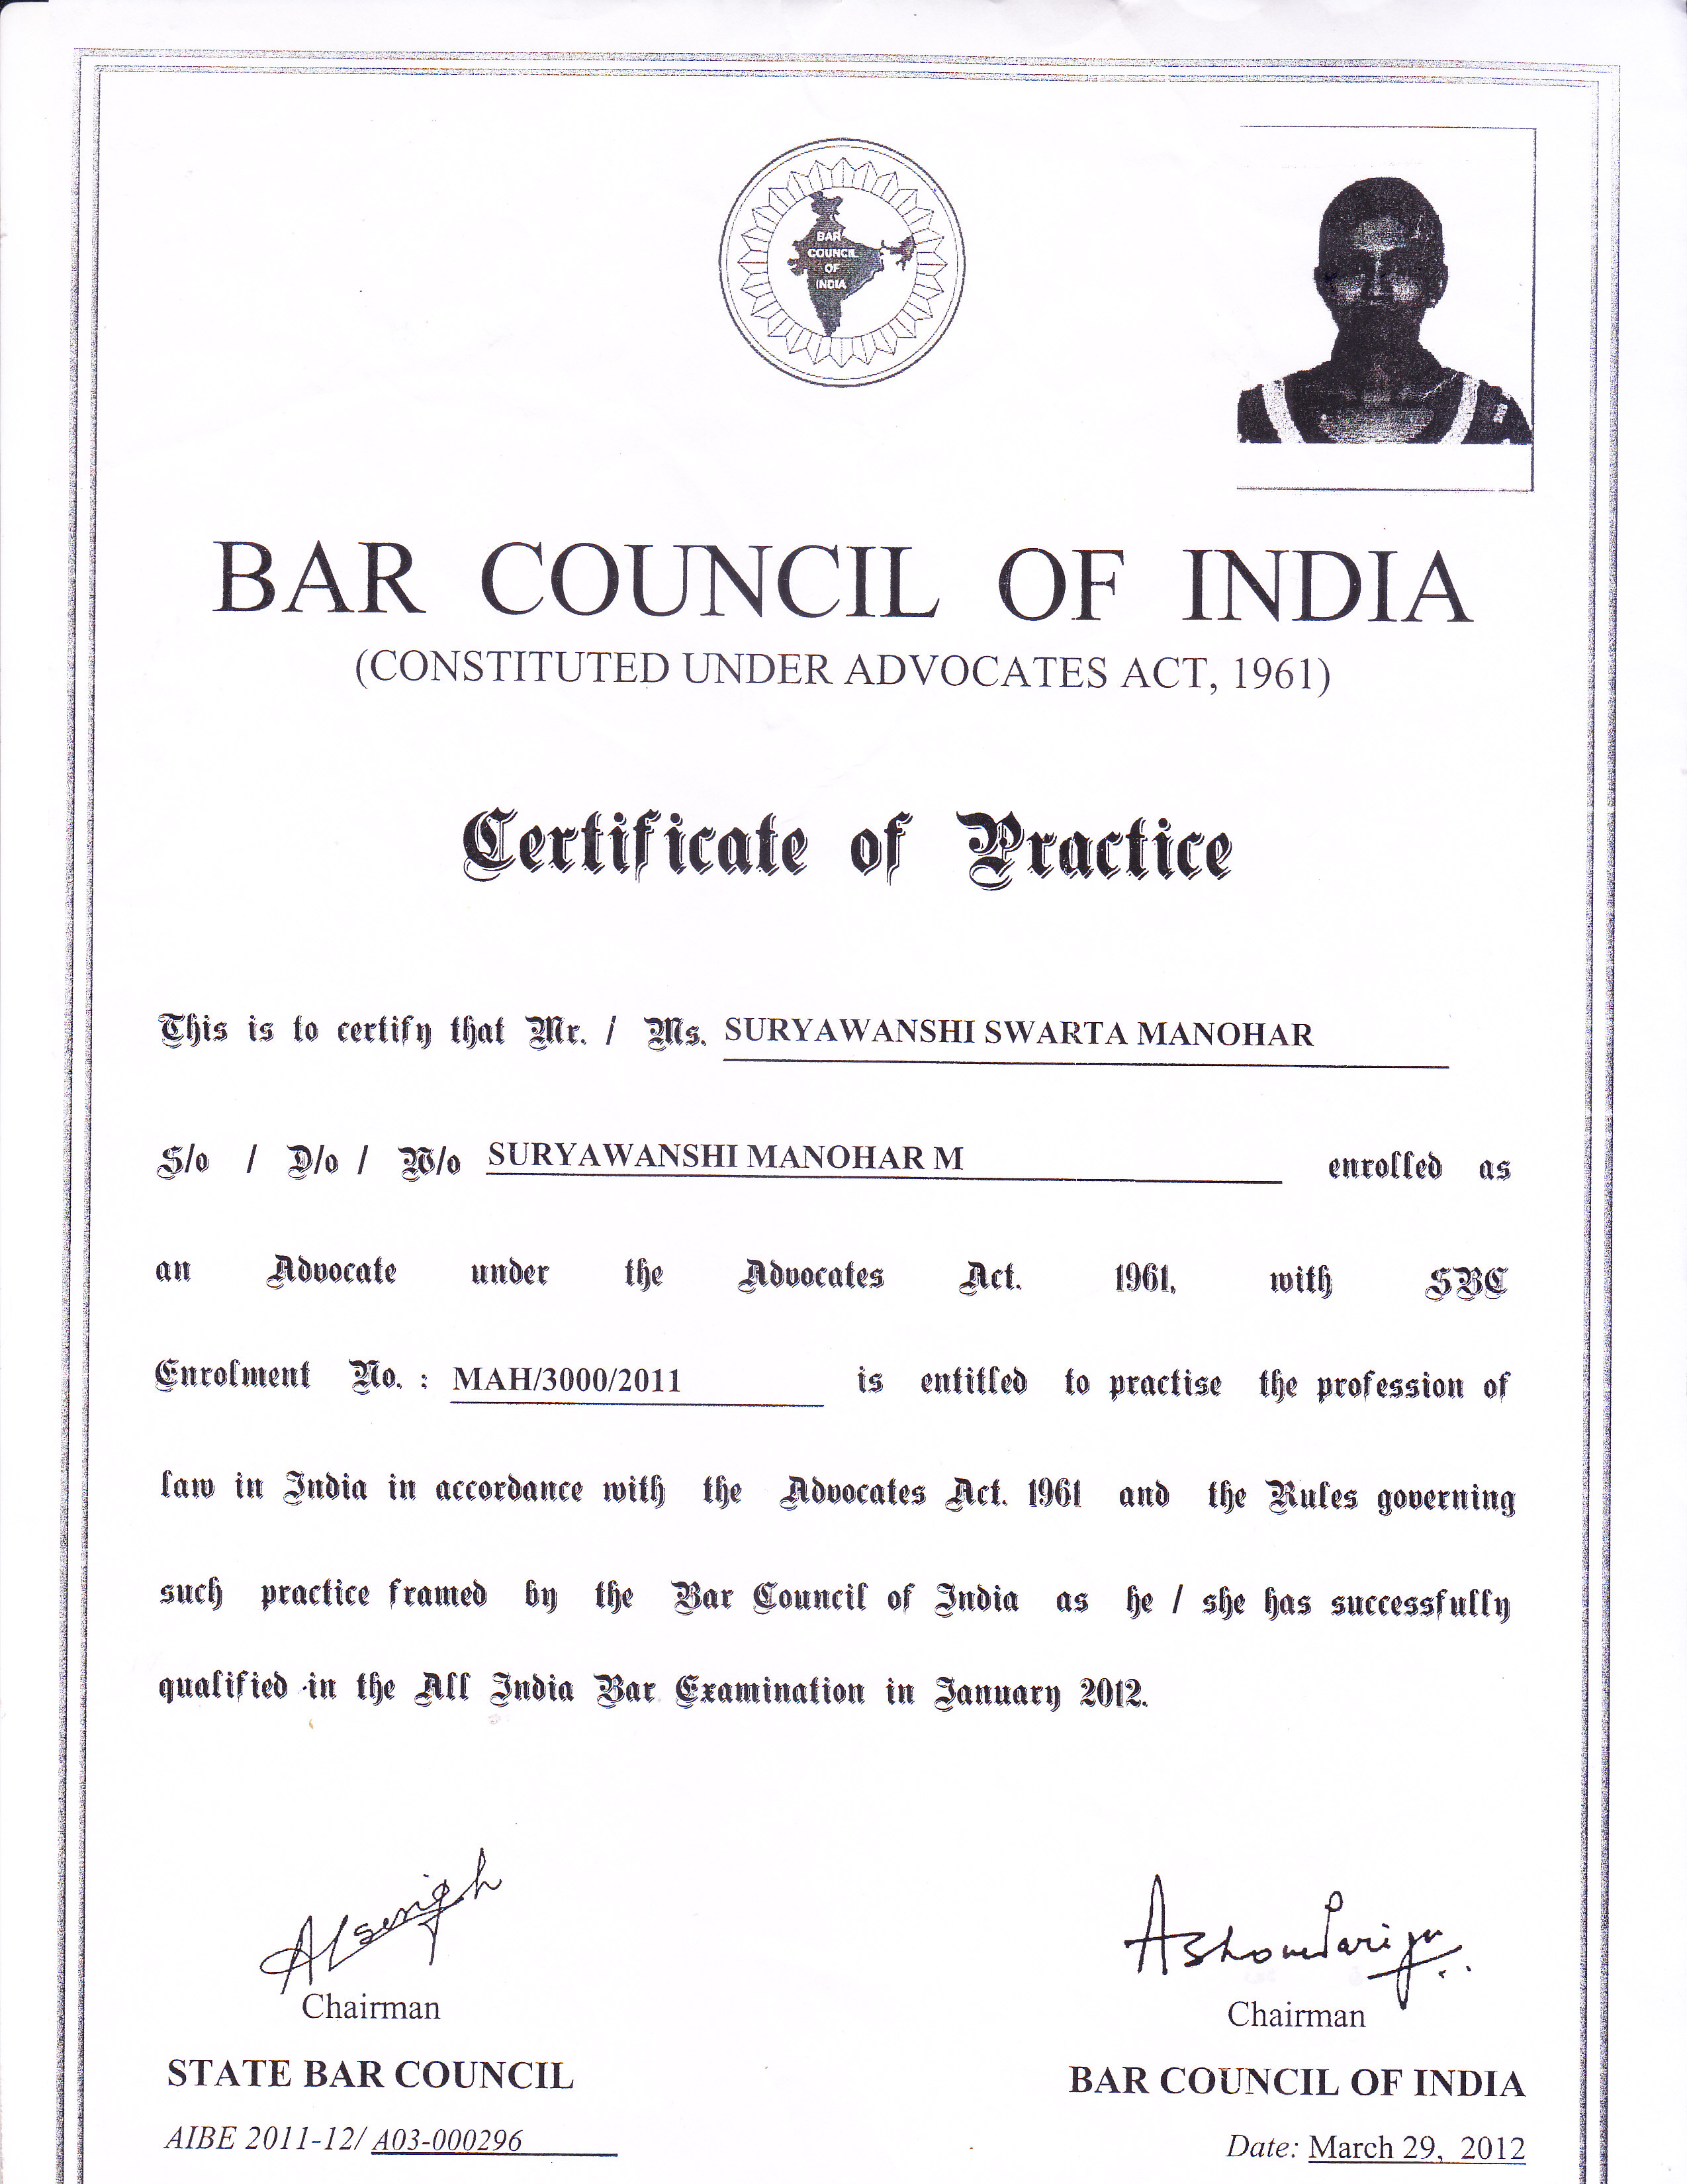 BAR
COUNCIL
OF
INDIA
BAR COUNCIL OF INDIA
(CONSTITUTED UNDER ADVOCATES ACT, 1961)
Certificate of Practice
This is to certify that Mr. / Ms. SURYAWANSHI SWARTA MANOHAR
S/o / D/o / W/o SURYAWANSHI MANOHAR M enrolled as
an Advocate under the Advocates Act. 1961, with SBC
Enrolment No. : MAH/3000/2011 is entitled to practise the profession of
law in India in accordance with the Advocates Act. 1961 and the Rules governing
such practice framed by the Bar Council of India as he / she has successfully
qualified in the All India Bar Examination in January 2012.
Chairman
Chairman
STATE BAR COUNCIL
BAR COUNCIL OF INDIA
AIBE 2011-12/ A03-000296
Date: March 29, 2012